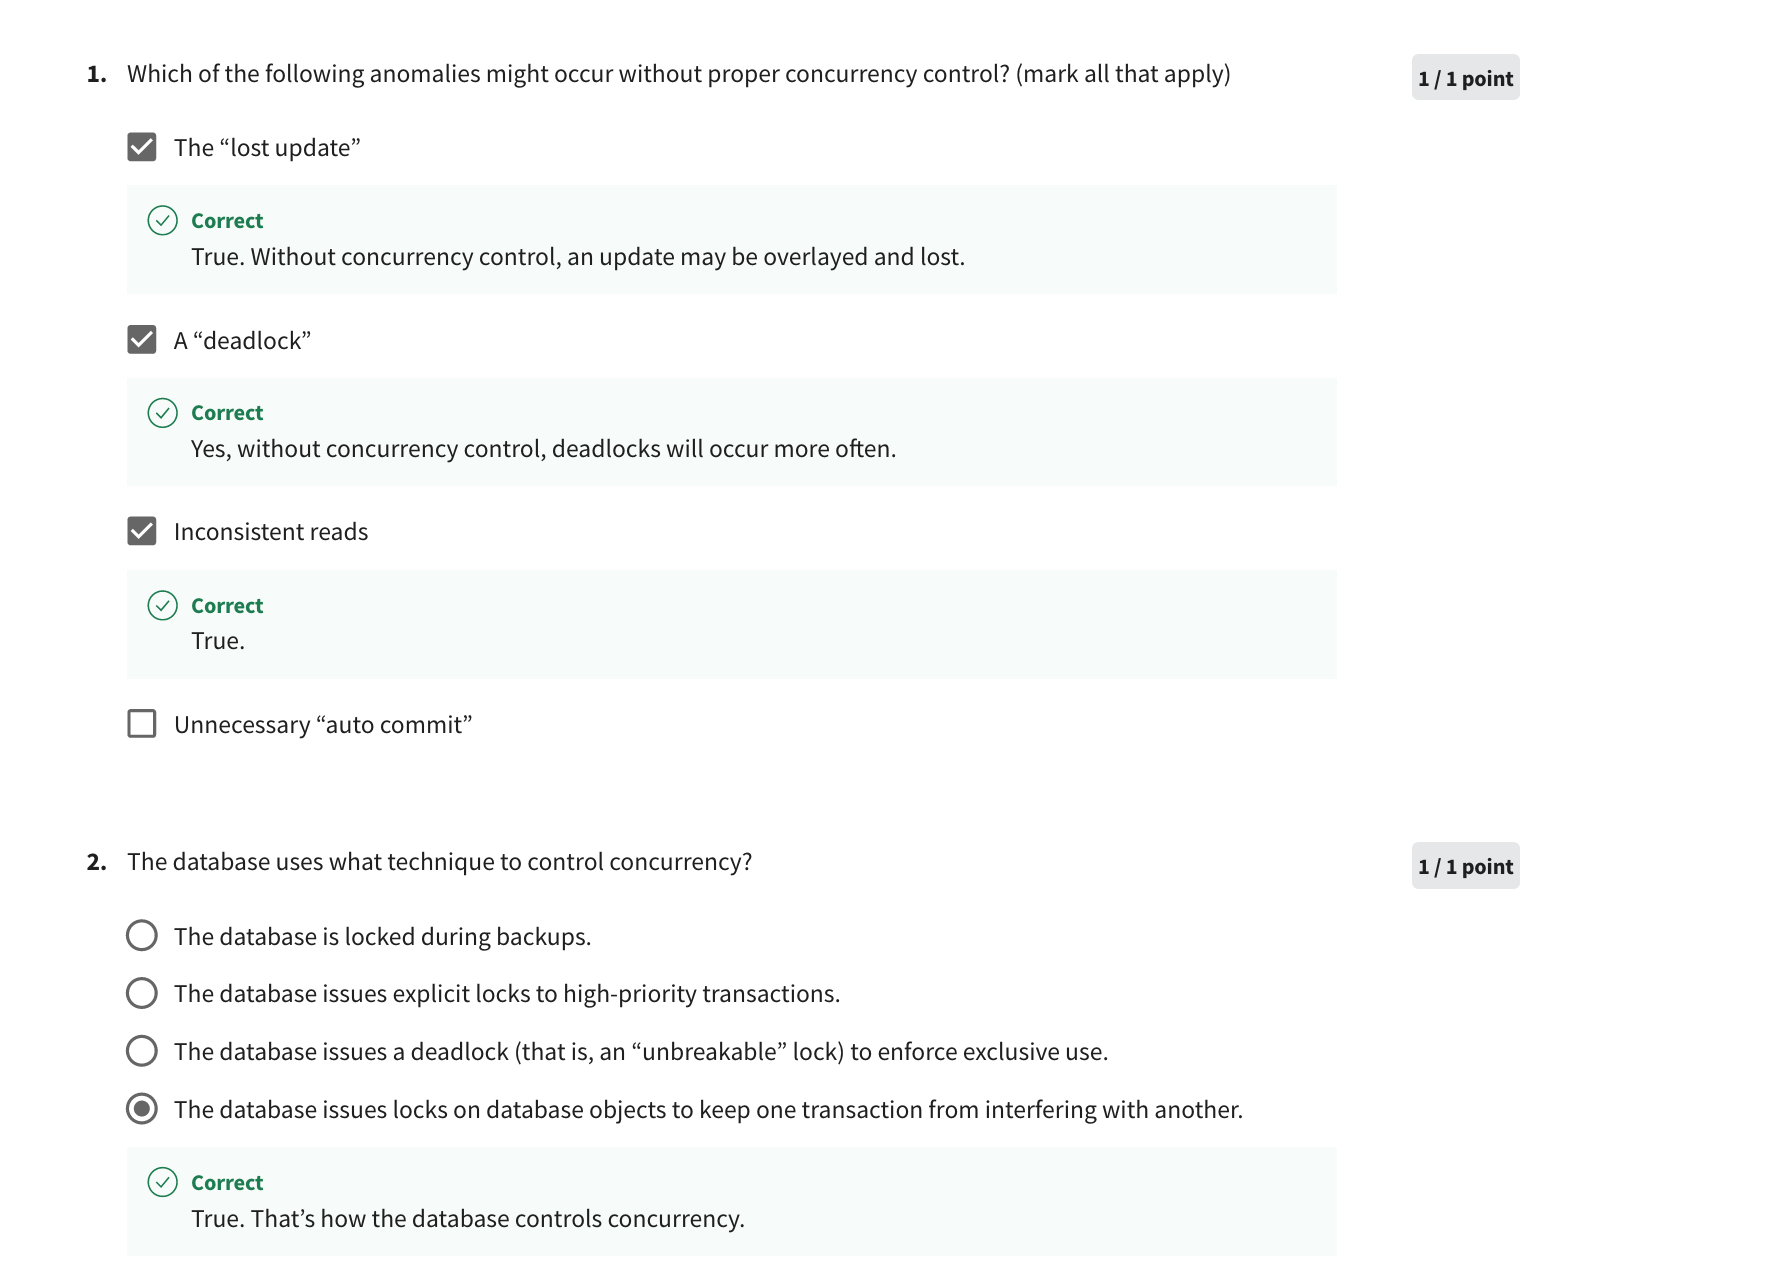 1. Which of the following anomalies might occur without proper concurrency control? (mark all that apply)
1 / 1 point
The “lost update”
Correct
True. Without concurrency control, an update may be overlayed and lost.
A “deadlock”
Correct
Yes, without concurrency control, deadlocks will occur more often.
Inconsistent reads
Correct
True.
Unnecessary “auto commit”
2. The database uses what technique to control concurrency?
1 / 1 point
The database is locked during backups.
The database issues explicit locks to high-priority transactions.
The database issues a deadlock (that is, an “unbreakable” lock) to enforce exclusive use.
The database issues locks on database objects to keep one transaction from interfering with another.
Correct
True. That’s how the database controls concurrency.